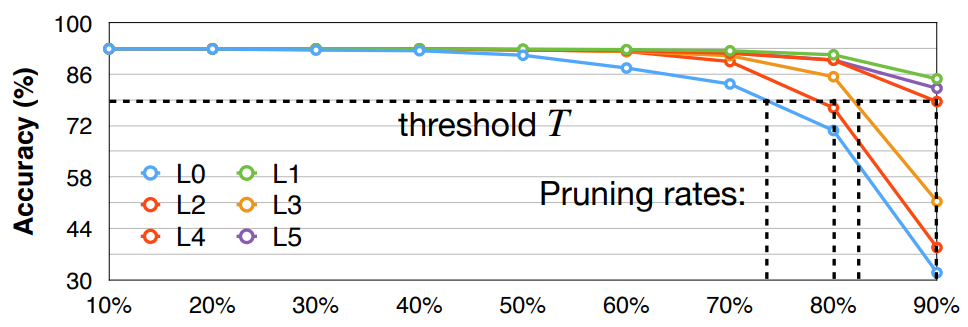 100
86
72
58
44
30
Accuracy (%)
threshold T
Pruning rates:
L0 L1
L2 L3
L4 L5
10% 20% 30% 40% 50% 60% 70% 80% 90%